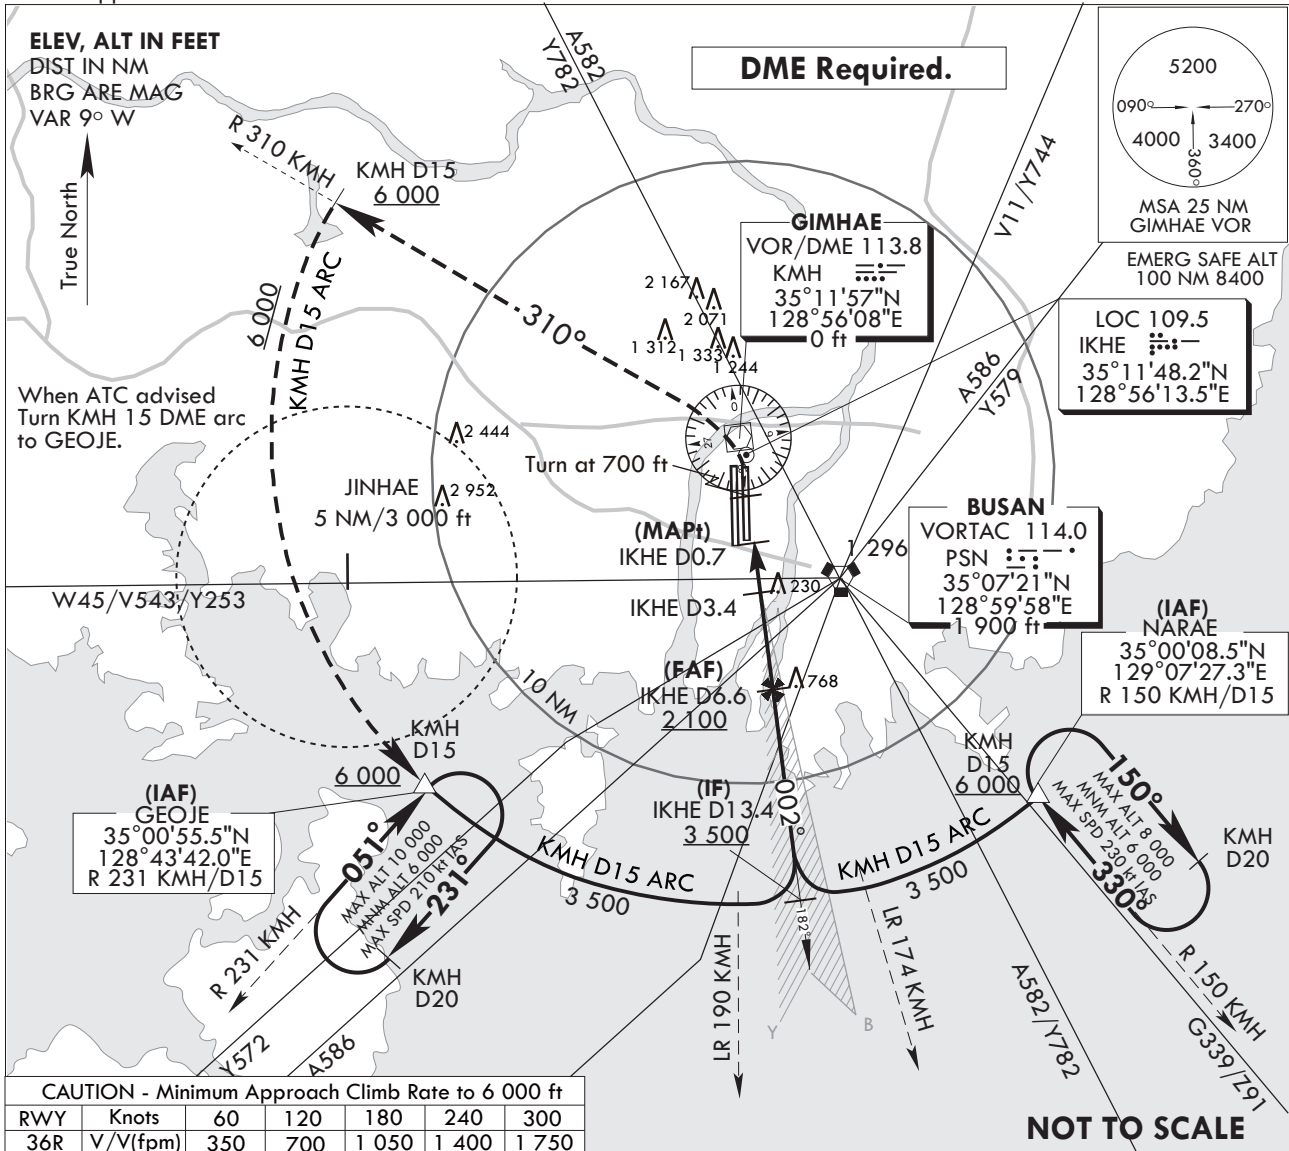 ELEV, ALT IN FEET
DIST IN NM
BRG ARE MAG
VAR 9° W
True North
DME Required.
5200
090°
270°
4000
3400
360°
MSA 25 NM
GIMHAE VOR
EMERG SAFE ALT
100 NM 8400
A582
Y782
V11/Y744
R 310 KMH
KMH D15
6 000
GIMHAE
VOR/DME 113.8
KMH
35°11'57"N
128°56'08"E
0 ft
LOC 109.5
IKHE
35°11'48.2"N
128°56'13.5"E
2 167
2 071
1 312
1 333
1 244
310°
6 000
KMH D15 ARC
A586
Y579
When ATC advised
Turn KMH 15 DME arc
to GEOJE.
2 444
0
9
27
Turn at 700 ft
JINHAE
5 NM/3 000 ft
2 952
(MAPt)
IKHE D0.7
1 296
BUSAN
VORTAC 114.0
PSN
35°07'21"N
128°59'58"E
1 900 ft
W45/V543/Y253
IKHE D3.4
230
(IAF)
NARAE
35°00'08.5"N
129°07'27.3"E
R 150 KMH/D15
(FAF)
IKHE D6.6
2 100
768
10 NM
KMH
D15
6 000
KMH
D15
6 000
(IAF)
GEOJE
35°00'55.5"N
128°43'42.0"E
R 231 KMH/D15
(IF)
IKHE D13.4
3 500
002°
150°
MAX ALT 8 000
MNM ALT 6 000
MAX SPD 230 kt IAS
330°
KMH
D20
051°
MAX ALT 10 000
MNM ALT 6 000
MAX SPD 210 kt IAS
231°
KMH D15 ARC
3 500
KMH D15 ARC
3 500
182°
R 231 KMH
KMH
D20
LR 190 KMH
LR 174 KMH
R 150 KMH
Y
B
A582/Y782
G339/Z91
Y572
A586
CAUTION - Minimum Approach Climb Rate to 6 000 ft
RWY Knots 60 120 180 240 300
36R V/V(fpm) 350 700 1 050 1 400 1 750
NOT TO SCALE